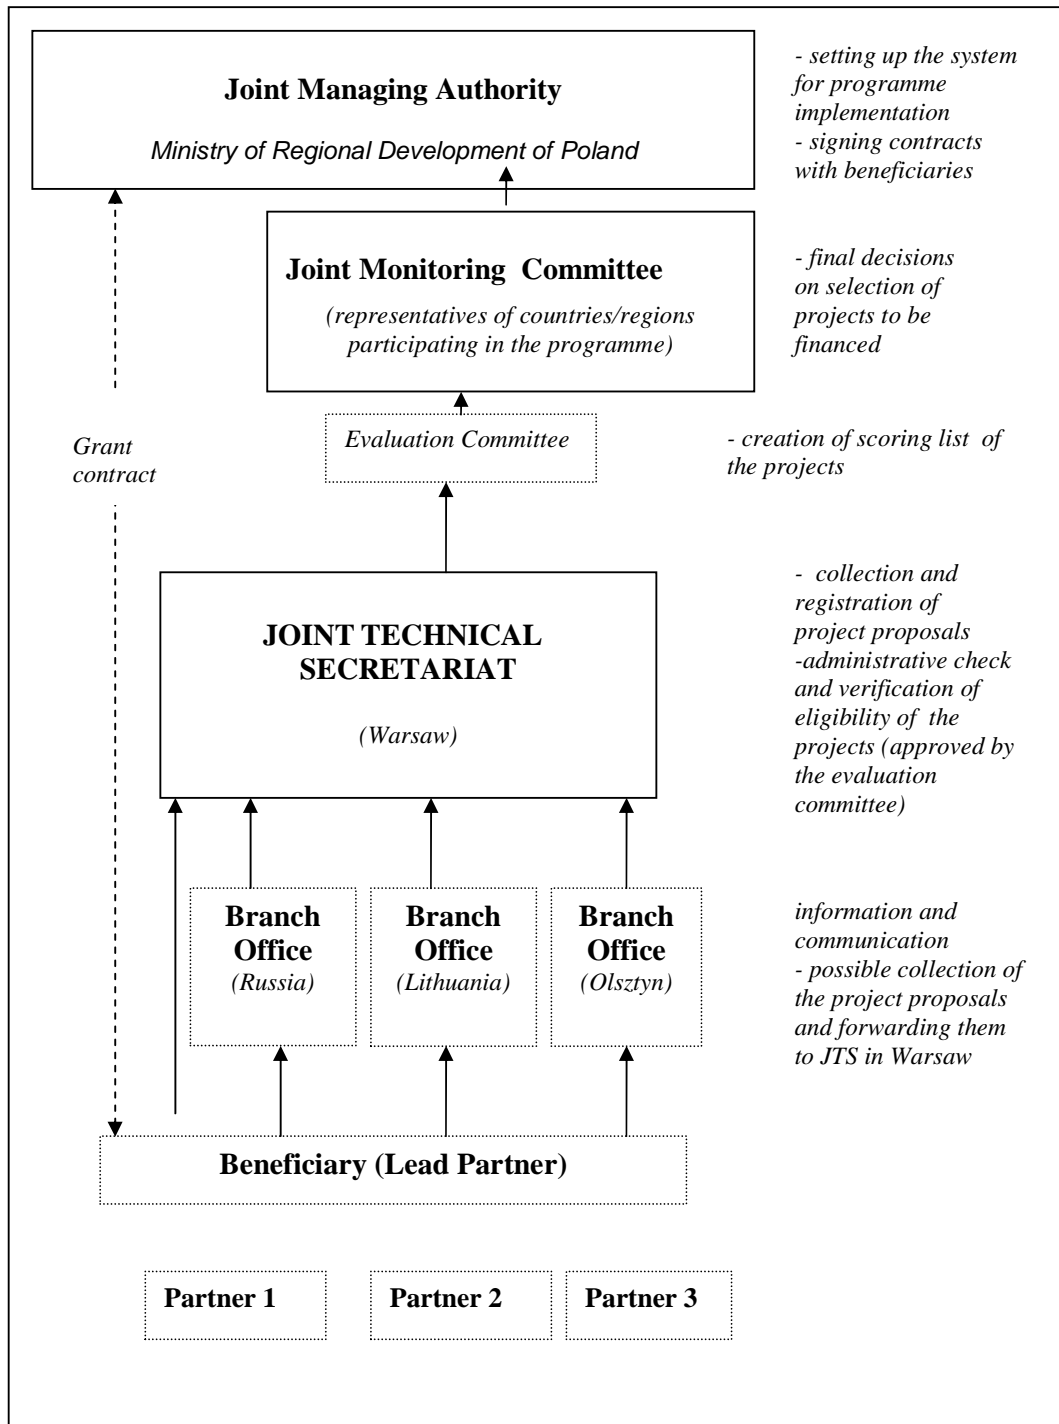 Joint Managing Authority
Ministry of Regional Development of Poland
- setting up the system
for programme
implementation
- signing contracts
with beneficiaries
Joint Monitoring  Committee
(representatives of countries/regions
participating in the programme)
- final decisions
on selection of
projects to be
financed
Grant
contract
Evaluation Committee
- creation of scoring list  of
the projects
JOINT TECHNICAL
SECRETARIAT
(Warsaw)
-  collection and
registration of
project proposals
-administrative check
and verification of
eligibility of  the
projects (approved by
the evaluation
committee)
Branch
Office
(Russia)
Branch
Office
(Lithuania)
Branch
Office
(Olsztyn)
information and
communication
- possible collection of
the project proposals
and forwarding them
to JTS in Warsaw
Beneficiary (Lead Partner)
Partner 1
Partner 2
Partner 3